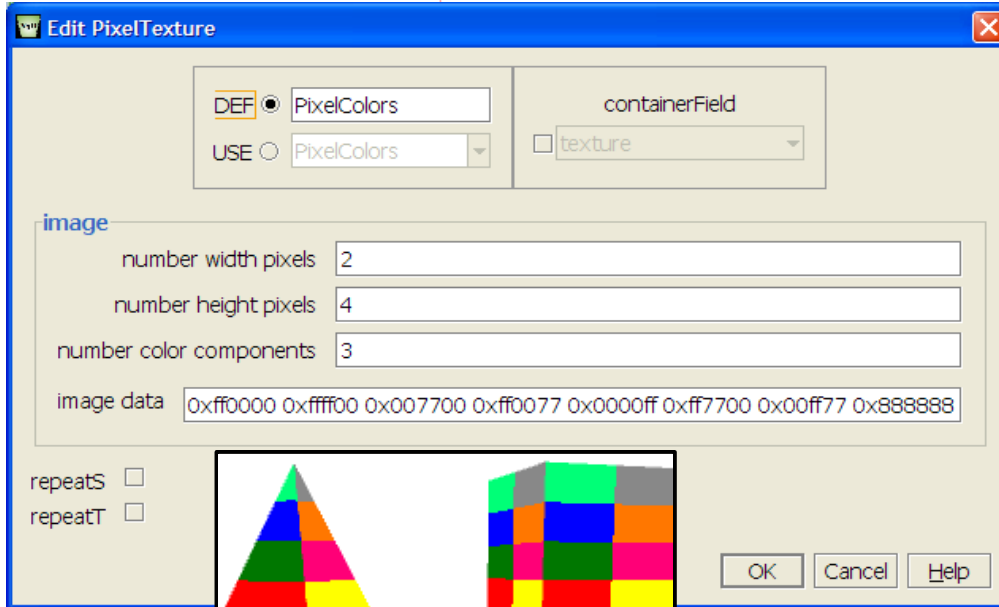 Edit PixelTexture
DEF PixelColors
containerField
USE PixelColors
texture
image
number width pixels 2
number height pixels 4
number color components 3
image data 0xff0000 0xffff00 0x007700 0xff0077 0x0000ff 0xff7700 0x00ff77 0x888888
repeatS
repeatT
OK Cancel Help